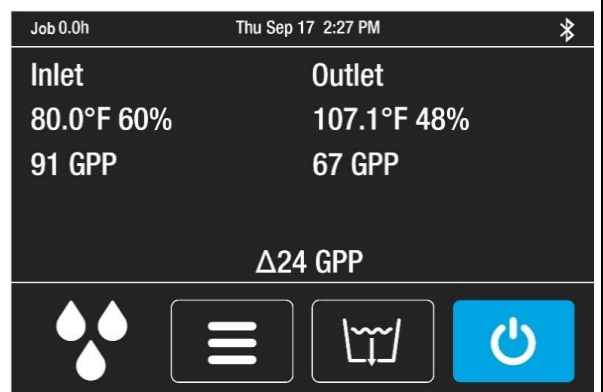 Job 0.0h Thu Sep 17 2:27 PM
Inlet Outlet
80.0°F 60% 107.1°F 48%
91 GPP 67 GPP
Δ24 GPP